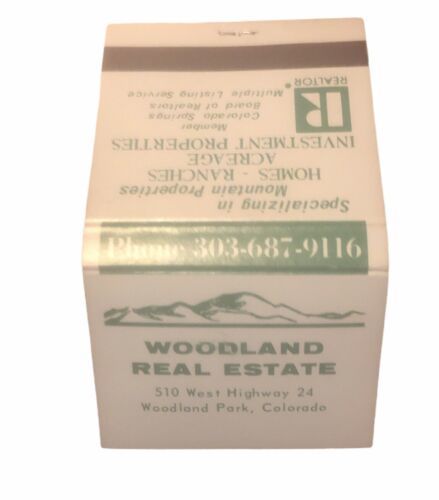 WOODLAND
REAL ESTATE
510 West Highway 24
Woodland Park, Colorado
Phone 303-687-9116
Specializing in
Mountain Properties
HOMES - RANCHES
ACREAGE
INVESTMENT PROPERTIES
Member
Colorado Springs
Board of Realtors
Multiple Listing Service
R
REALTOR®